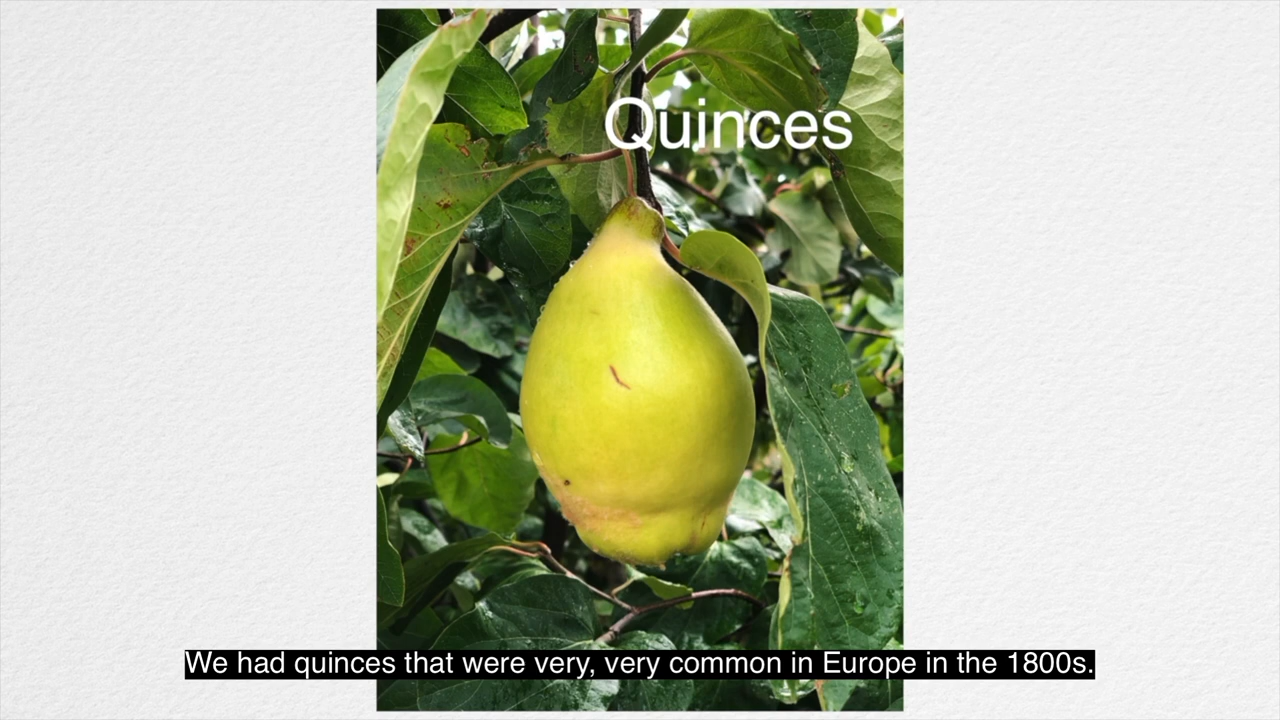 Quinces
We had quinces that were very, very common in Europe in the 1800s.